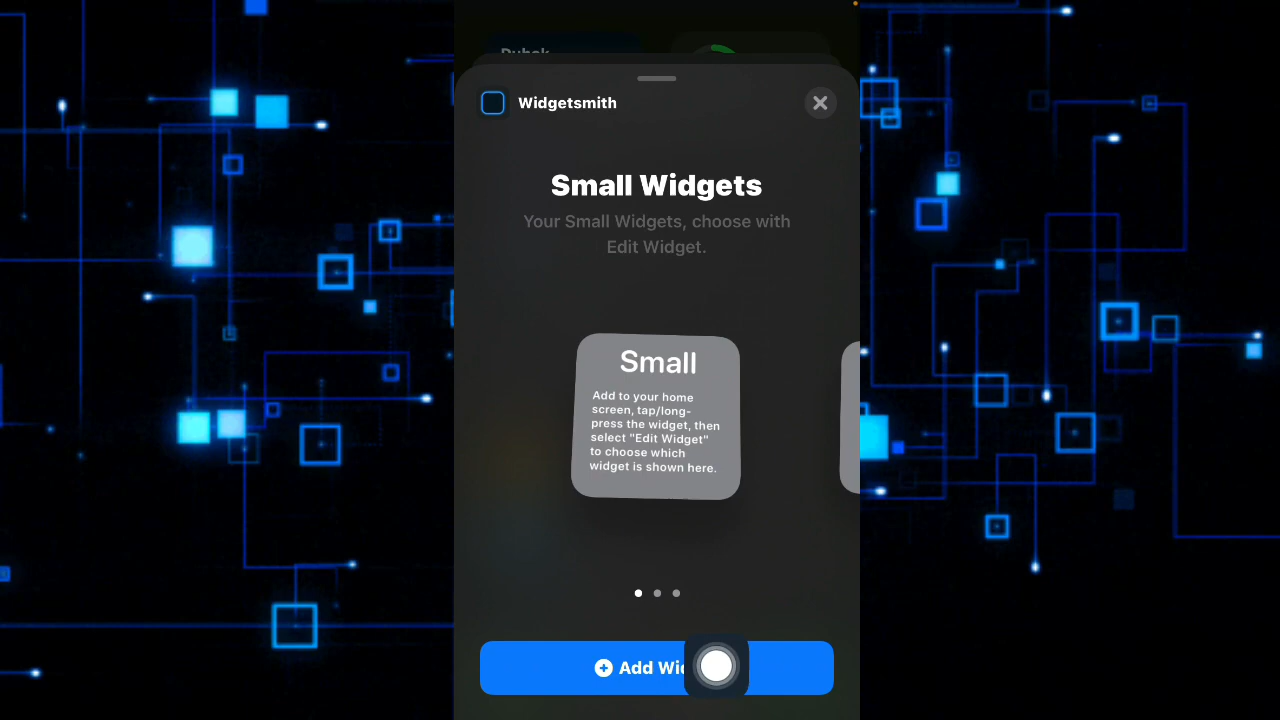 Widgetsmith
Small Widgets
Your Small Widgets, choose with
Edit Widget.
Small
Add to your home
screen, tap/long-
press the widget, then
select "Edit Widget"
to choose which
widget is shown here.
Add